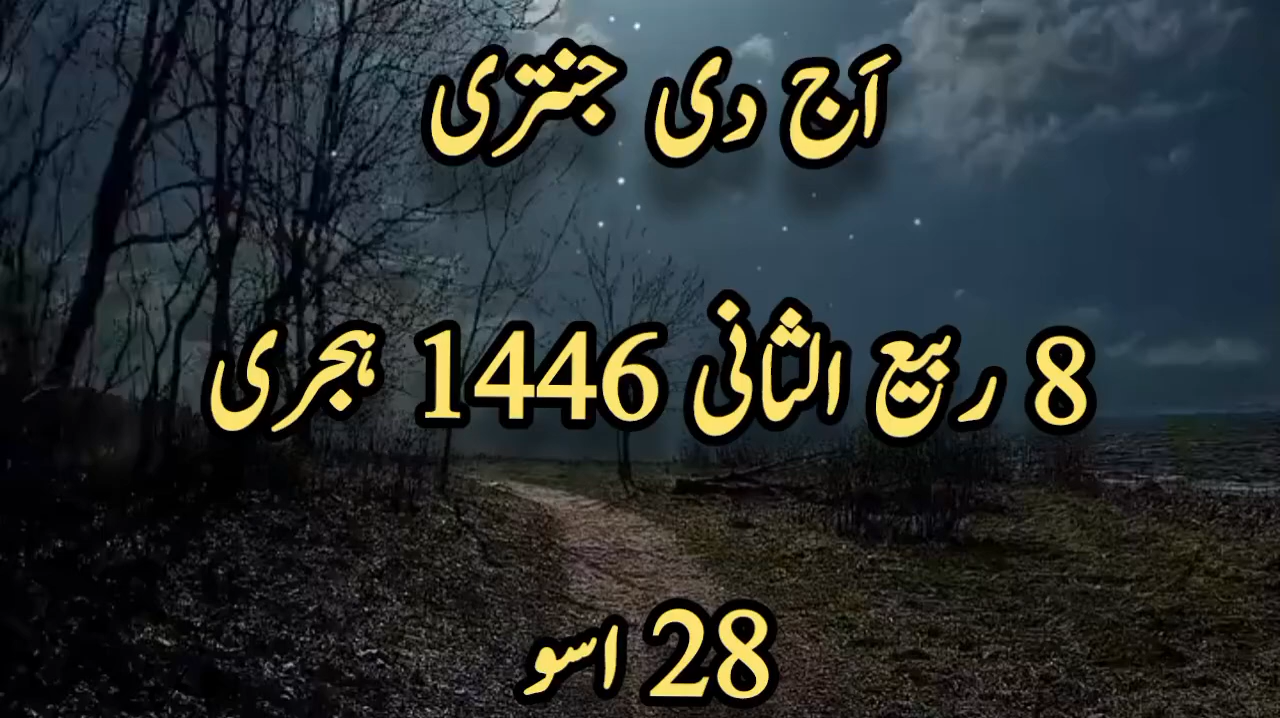 اَج دی جنتری
8 ربیع الثانی 1446 ہجری
28 اسو